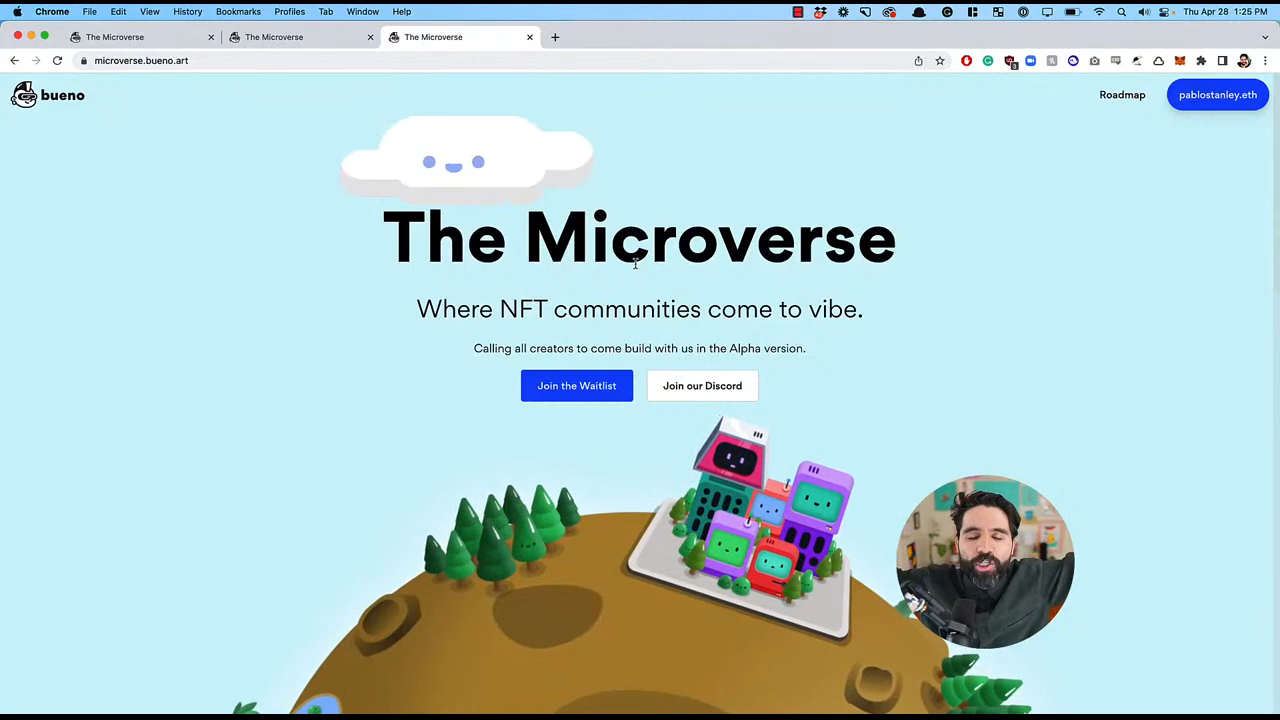 Chrome File Edit View History Bookmarks Profiles Tab Window Help Thu Apr 28 1:25 PM
The Microverse The Microverse The Microverse
microverse.bueno.art
bueno Roadmap pablostanley.eth
The Microverse
Where NFT communities come to vibe.
Calling all creators to come build with us in the Alpha version.
Join the Waitlist Join our Discord